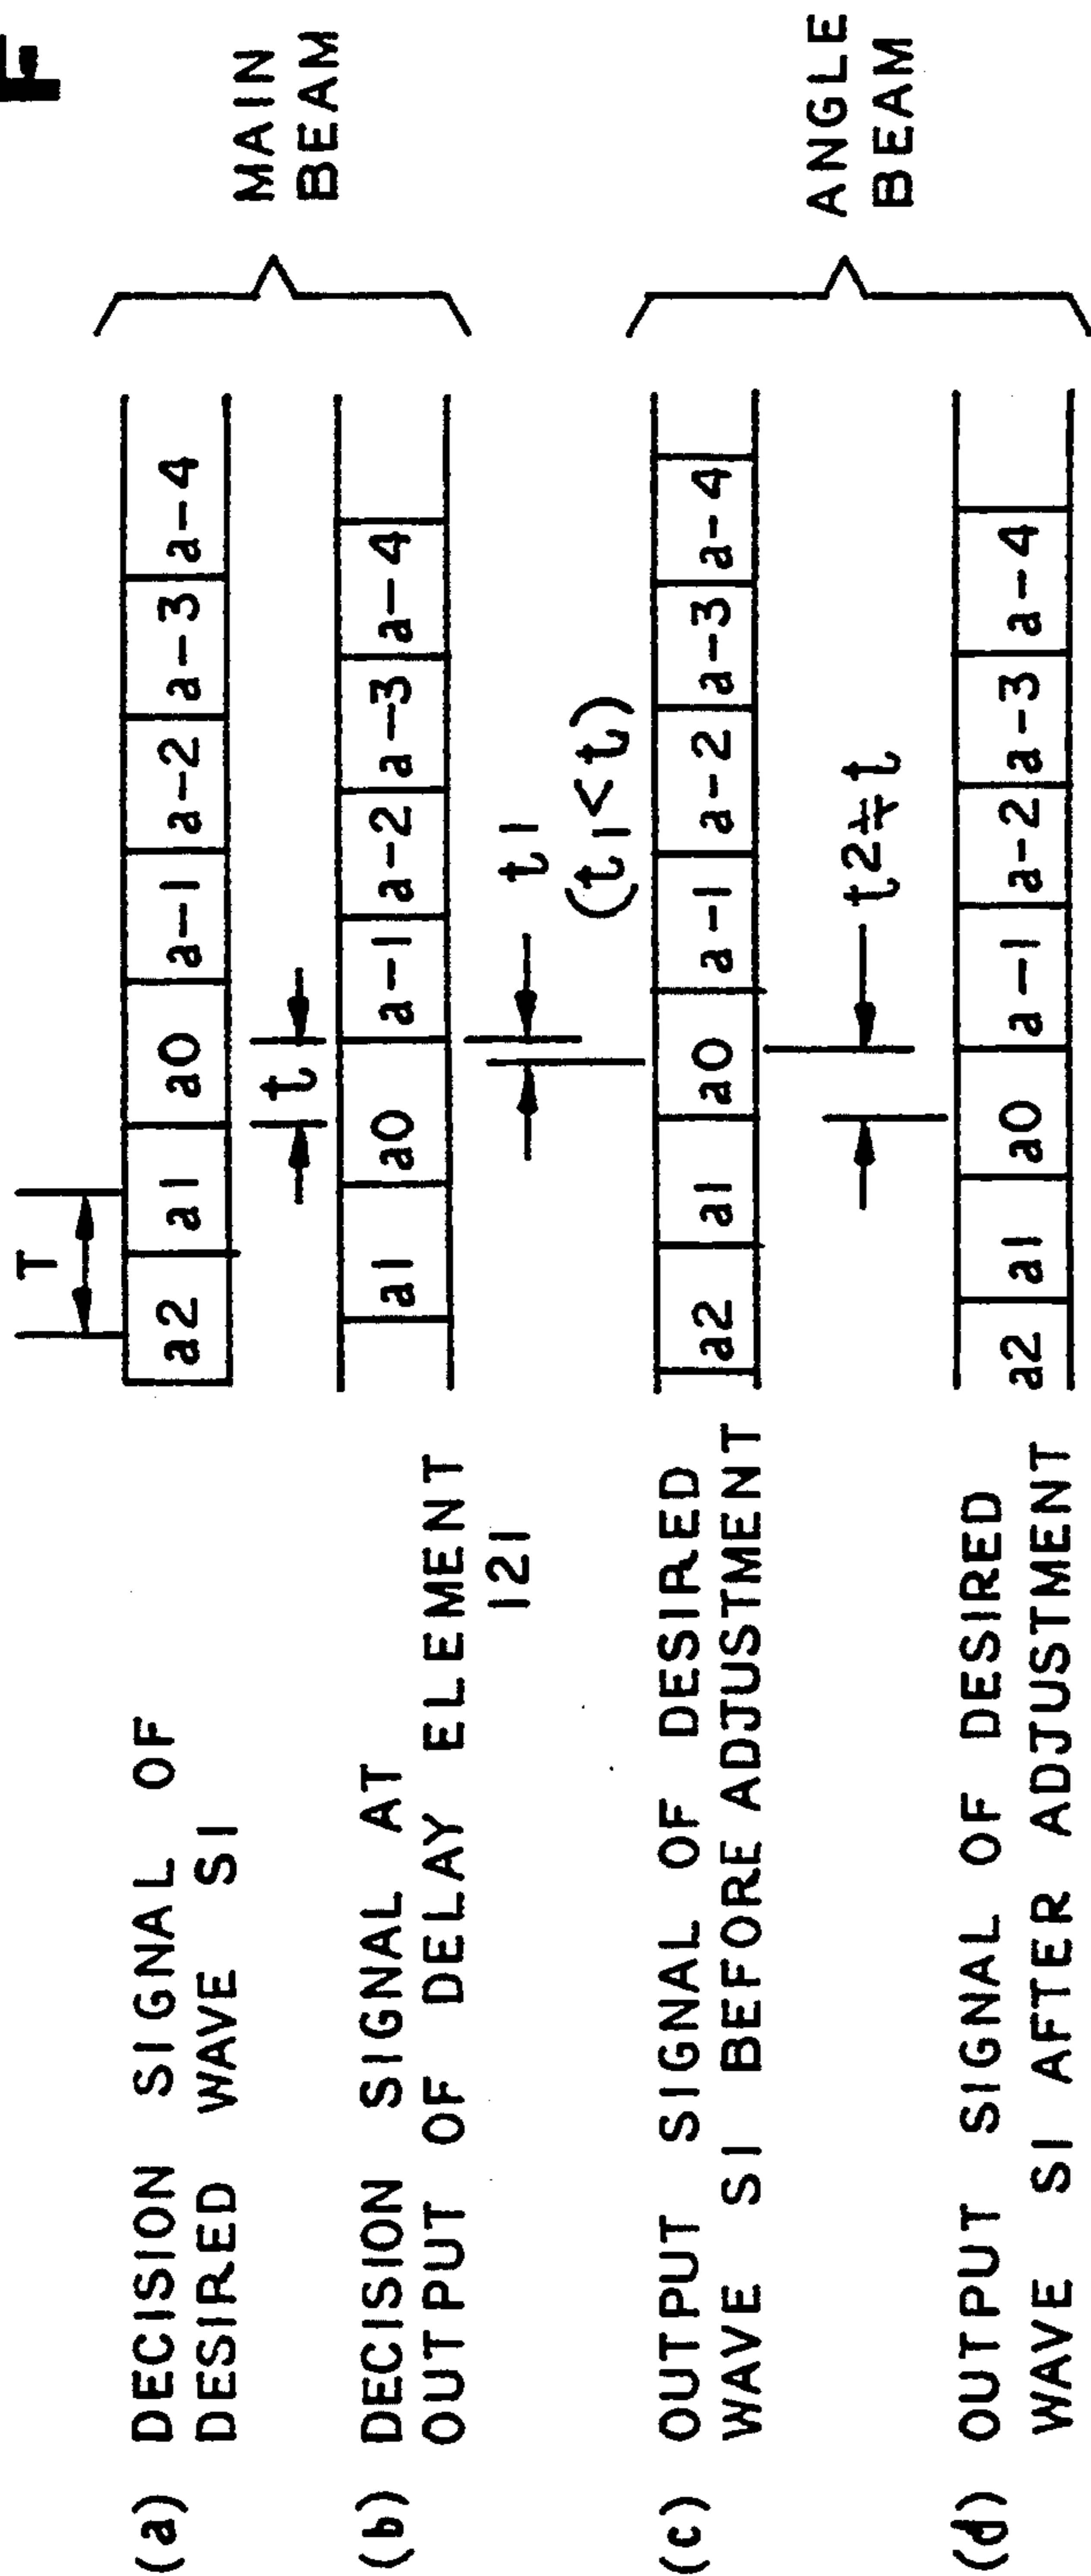 MAIN
BEAM
T
(a) DECISION SIGNAL OF
DESIRED WAVE S1
a2 a1 a0 a-1 a-2 a-3 a-4
t
(b) DECISION SIGNAL AT
OUTPUT OF DELAY ELEMENT
121
a1 a0 a-1 a-2 a-3 a-4
t1
(t1<t)
ANGLE
BEAM
(c) OUTPUT SIGNAL OF DESIRED
WAVE S1 BEFORE ADJUSTMENT
a2 a1 a0 a-1 a-2 a-3 a-4
t2≒t
(d) OUTPUT SIGNAL OF DESIRED
WAVE S1 AFTER ADJUSTMENT
a2 a1 a0 a-1 a-2 a-3 a-4